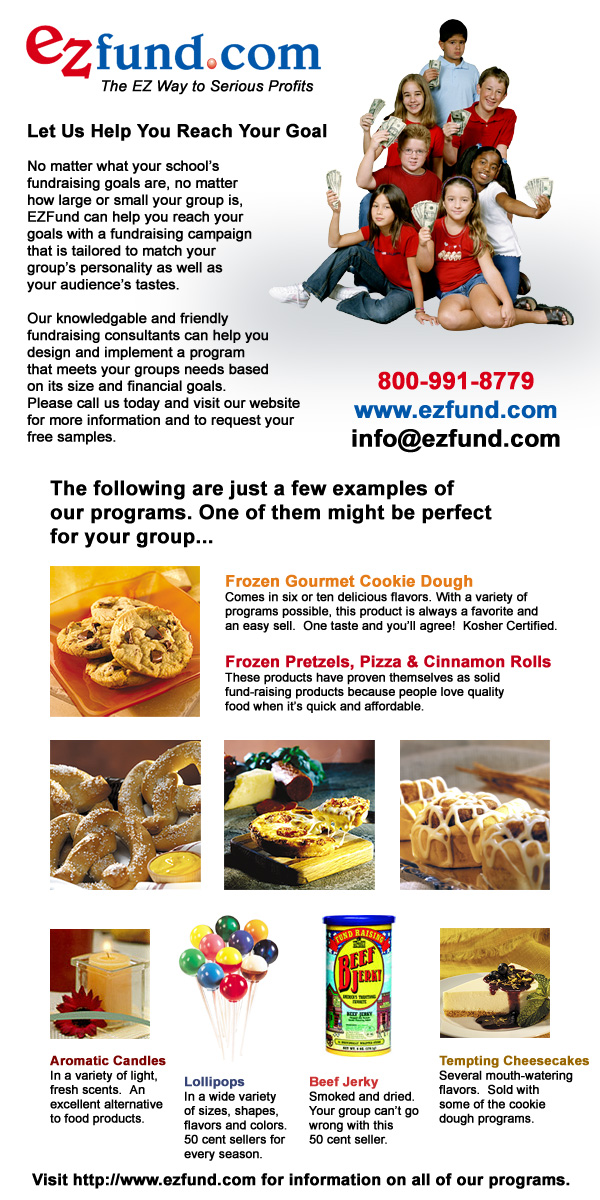 ezfund.com
The EZ Way to Serious Profits
Let Us Help You Reach Your Goal
No matter what your school's
fundraising goals are, no matter
how large or small your group is,
EZFund can help you reach your
goals with a fundraising campaign
that is tailored to match your
group's personality as well as
your audience's tastes.
Our knowledgable and friendly
fundraising consultants can help you
design and implement a program
that meets your groups needs based
on its size and financial goals.
Please call us today and visit our website
for more information and to request your
free samples.
800-991-8779
www.ezfund.com
info@ezfund.com
The following are just a few examples of
our programs. One of them might be perfect
for your group...
Frozen Gourmet Cookie Dough
Comes in six or ten delicious flavors. With a variety of
programs possible, this product is always a favorite and
an easy sell. One taste and you'll agree! Kosher Certified.
Frozen Pretzels, Pizza & Cinnamon Rolls
These products have proven themselves as solid
fund-raising products because people love quality
food when it's quick and affordable.
FUND RAISING
BEEF
JERKY
AMERICA'S TRADITIONAL
FAVORITE
BEEF JERKY
Aromatic Candles
In a variety of light,
fresh scents. An
excellent alternative
to food products.
Lollipops
In a wide variety
of sizes, shapes,
flavors and colors.
50 cent sellers for
every season.
Beef Jerky
Smoked and dried.
Your group can't go
wrong with this
50 cent seller.
Tempting Cheesecakes
Several mouth-watering
flavors. Sold with
some of the cookie
dough programs.
Visit http://www.ezfund.com for information on all of our programs.